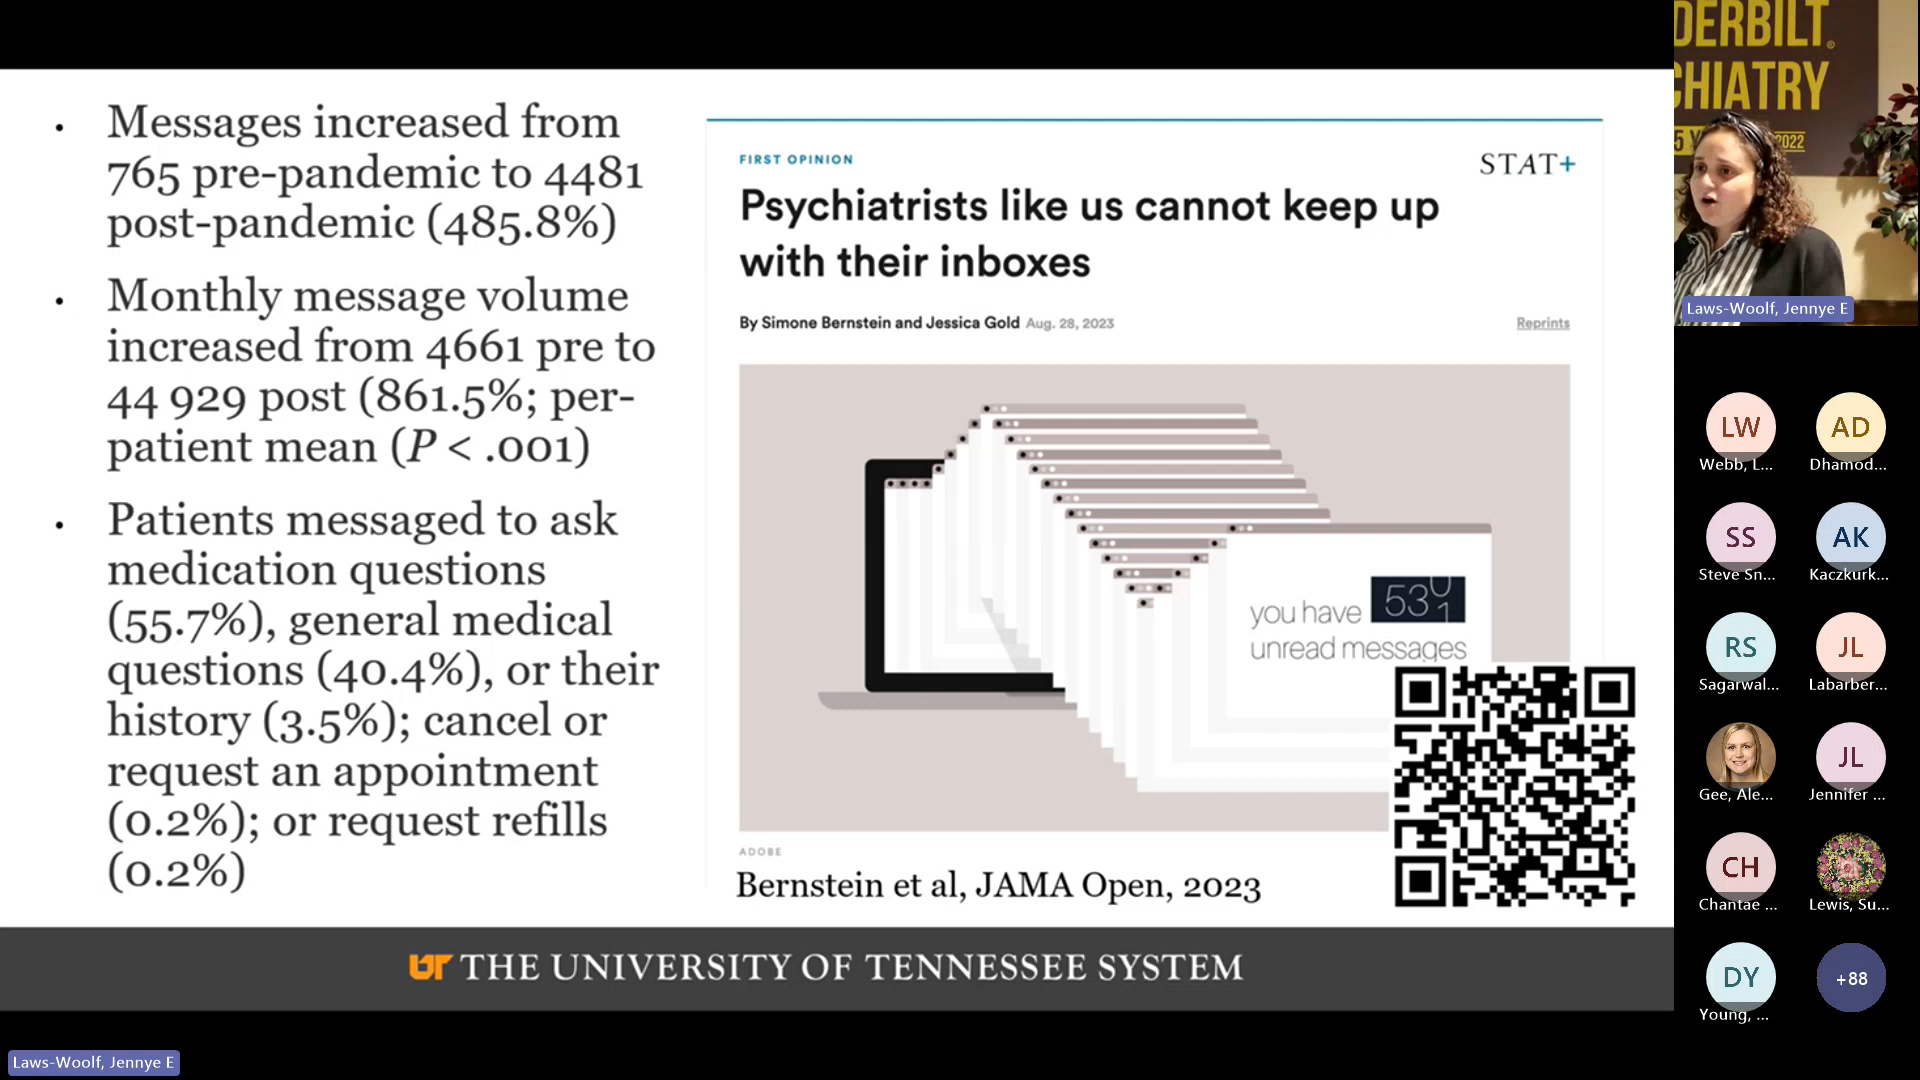 Messages increased from
765 pre-pandemic to 4481
post-pandemic (485.8%)
Monthly message volume
increased from 4661 pre to
44 929 post (861.5%; per-
patient mean (P < .001)
Patients messaged to ask
medication questions
(55.7%), general medical
questions (40.4%), or their
history (3.5%); cancel or
request an appointment
(0.2%); or request refills
(0.2%)
FIRST OPINION
STAT+
Psychiatrists like us cannot keep up
with their inboxes
By Simone Bernstein and Jessica Gold Aug. 28, 2023
Reprints
you have 53
unread messages
ADOBE
Bernstein et al, JAMA Open, 2023
UT THE UNIVERSITY OF TENNESSEE SYSTEM
Laws-Woolf, Jennye E
DERBILT
CHIATRY
2022
Laws-Woolf, Jennye E
LW
AD
Webb, L...
Dhamod...
SS
AK
Steve Sn...
Kaczkurk...
RS
JL
Sagarwal...
Labarber...
JL
Gee, Ale...
Jennifer ...
CH
Chantae ...
Lewis, Su...
DY
+88
Young, ...